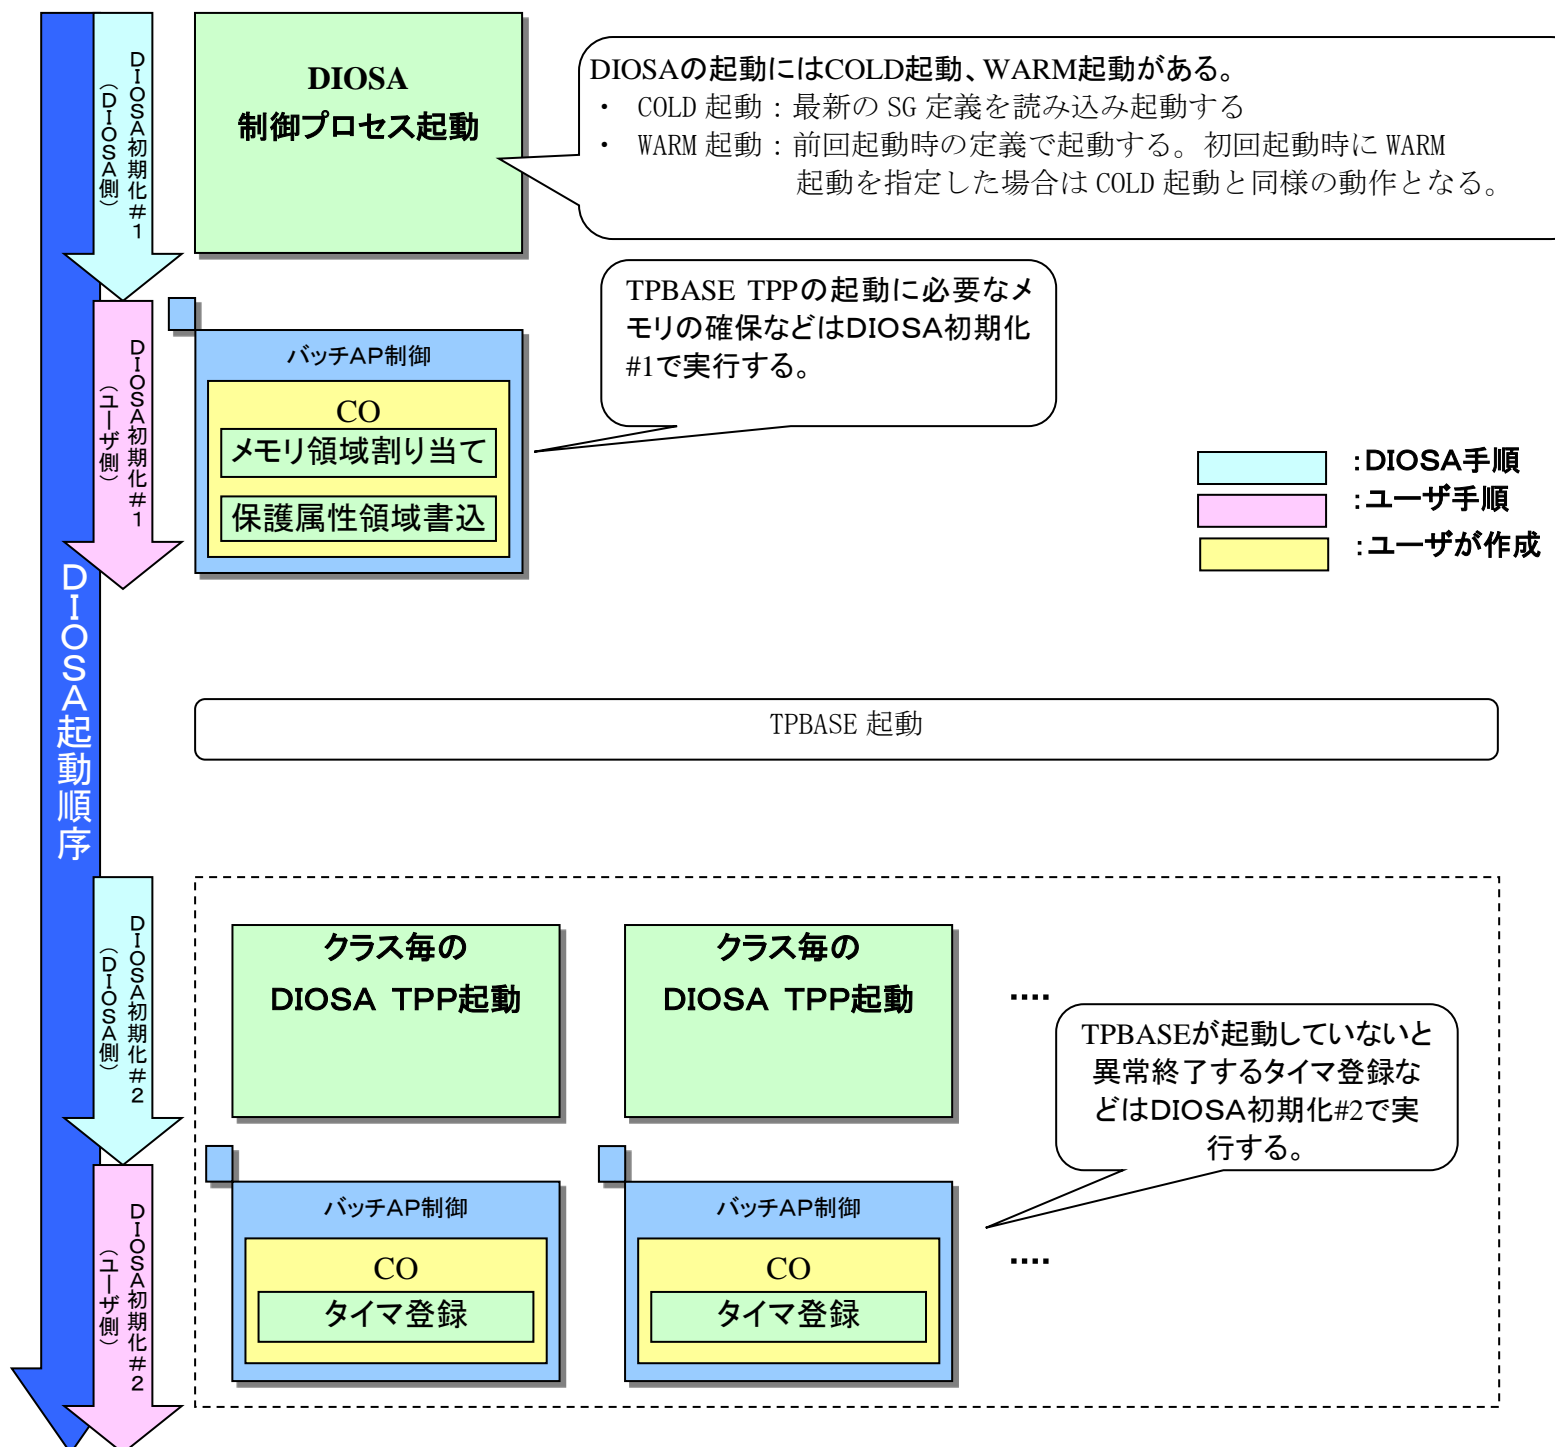 DIOSA起動順序
DIOSA初期化#1
（DIOSA側）
DIOSA
制御プロセス起動
DIOSAの起動にはCOLD起動、WARM起動がある。
・ COLD 起動：最新の SG 定義を読み込み起動する
・ WARM 起動：前回起動時の定義で起動する。初回起動時に WARM
起動を指定した場合は COLD 起動と同様の動作となる。
DIOSA初期化#1
（ユーザ側）
バッチAP制御
CO
メモリ領域割り当て
保護属性領域書込
TPBASE TPPの起動に必要なメ
モリの確保などはDIOSA初期化
#1で実行する。
：DIOSA手順
：ユーザ手順
：ユーザが作成
TPBASE 起動
DIOSA初期化#2
（DIOSA側）
クラス毎の
DIOSA TPP起動
クラス毎の
DIOSA TPP起動
....
TPBASEが起動していないと
異常終了するタイマ登録な
どはDIOSA初期化#2で実
行する。
DIOSA初期化#2
（ユーザ側）
バッチAP制御
CO
タイマ登録
バッチAP制御
CO
タイマ登録
....